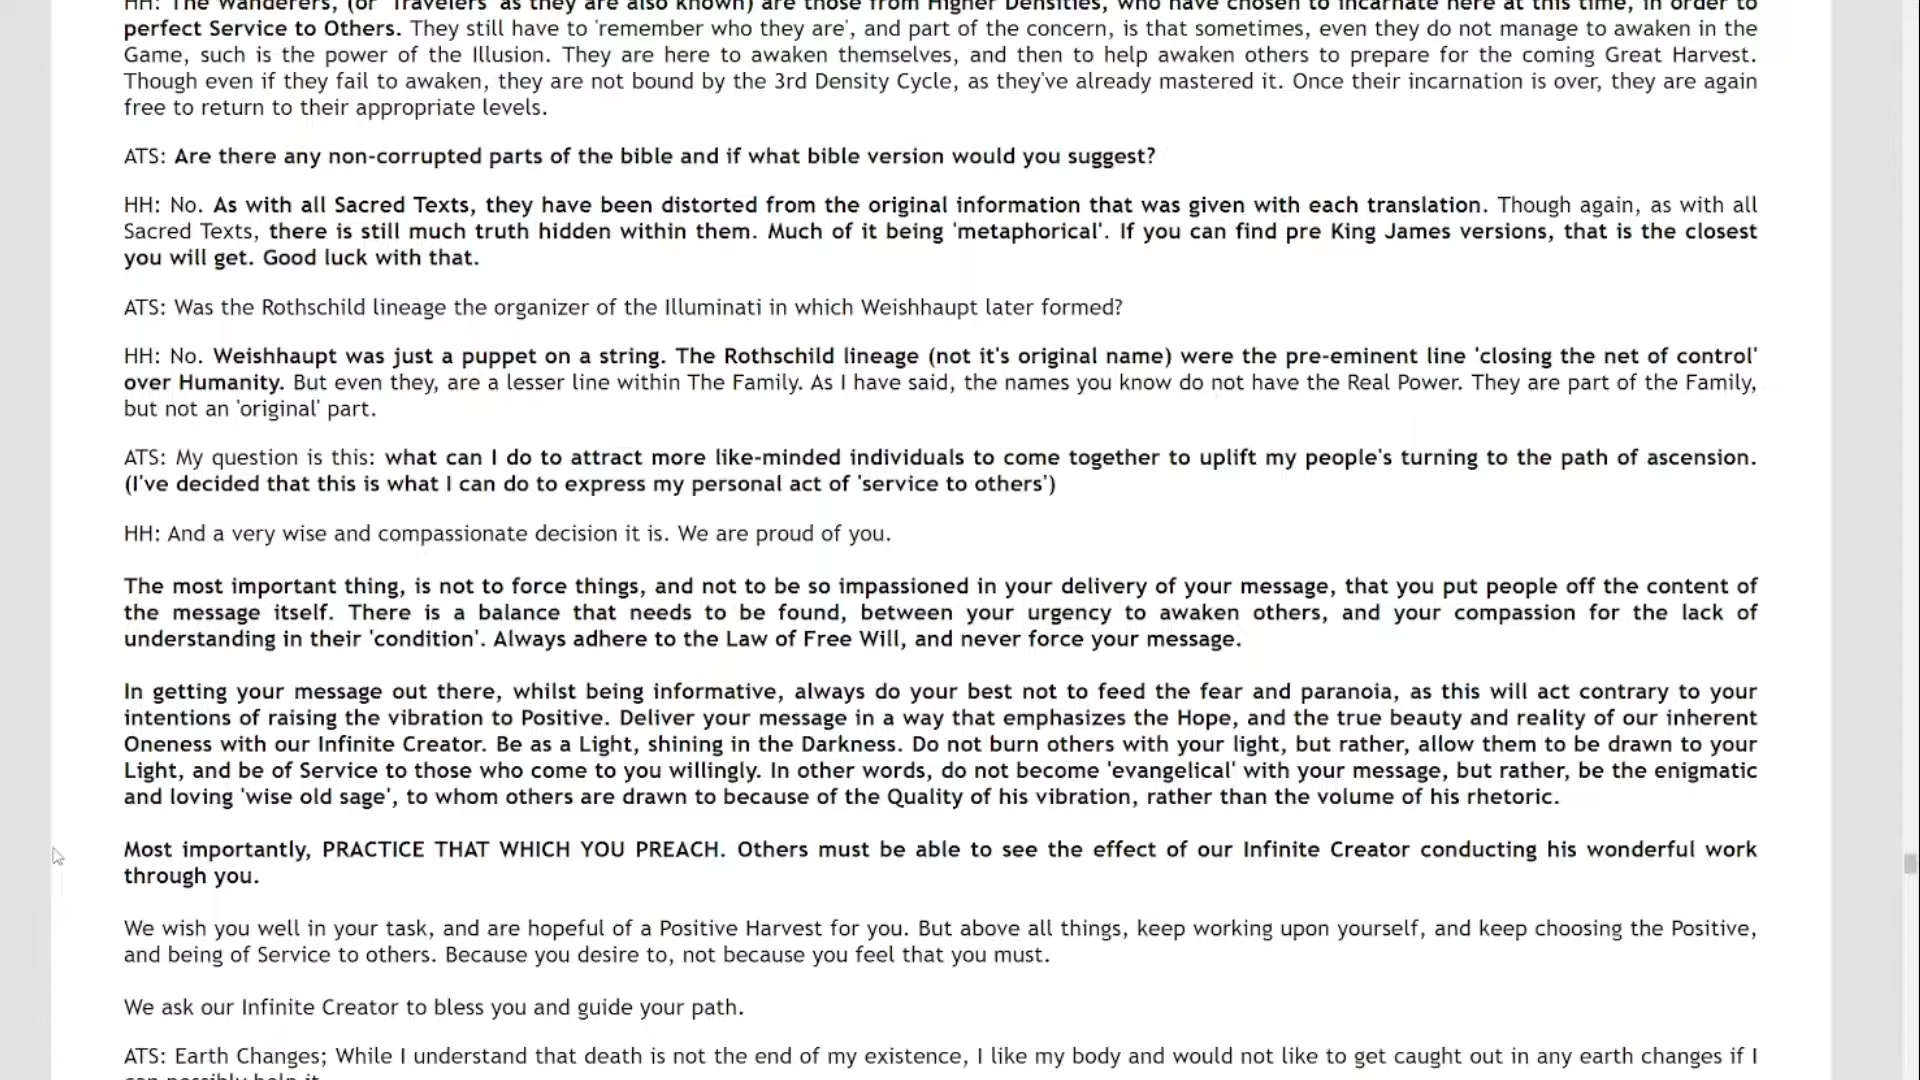 HH: The Wanderers, (or 'Travelers' as they are also known) are those from Higher Densities, who have chosen to incarnate here at this time, in order to
perfect Service to Others. They still have to 'remember who they are', and part of the concern, is that sometimes, even they do not manage to awaken in the
Game, such is the power of the Illusion. They are here to awaken themselves, and then to help awaken others to prepare for the coming Great Harvest.
Though even if they fail to awaken, they are not bound by the 3rd Density Cycle, as they've already mastered it. Once their incarnation is over, they are again
free to return to their appropriate levels.
ATS: Are there any non-corrupted parts of the bible and if what bible version would you suggest?
HH: No. As with all Sacred Texts, they have been distorted from the original information that was given with each translation. Though again, as with all
Sacred Texts, there is still much truth hidden within them. Much of it being 'metaphorical'. If you can find pre King James versions, that is the closest
you will get. Good luck with that.
ATS: Was the Rothschild lineage the organizer of the Illuminati in which Weishhaupt later formed?
HH: No. Weishhaupt was just a puppet on a string. The Rothschild lineage (not it's original name) were the pre-eminent line 'closing the net of control'
over Humanity. But even they, are a lesser line within The Family. As I have said, the names you know do not have the Real Power. They are part of the Family,
but not an 'original' part.
ATS: My question is this: what can I do to attract more like-minded individuals to come together to uplift my people's turning to the path of ascension.
(I've decided that this is what I can do to express my personal act of 'service to others')
HH: And a very wise and compassionate decision it is. We are proud of you.
The most important thing, is not to force things, and not to be so impassioned in your delivery of your message, that you put people off the content of
the message itself. There is a balance that needs to be found, between your urgency to awaken others, and your compassion for the lack of
understanding in their 'condition'. Always adhere to the Law of Free Will, and never force your message.
In getting your message out there, whilst being informative, always do your best not to feed the fear and paranoia, as this will act contrary to your
intentions of raising the vibration to Positive. Deliver your message in a way that emphasizes the Hope, and the true beauty and reality of our inherent
Oneness with our Infinite Creator. Be as a Light, shining in the Darkness. Do not burn others with your light, but rather, allow them to be drawn to your
Light, and be of Service to those who come to you willingly. In other words, do not become 'evangelical' with your message, but rather, be the enigmatic
and loving 'wise old sage', to whom others are drawn to because of the Quality of his vibration, rather than the volume of his rhetoric.
Most importantly, PRACTICE THAT WHICH YOU PREACH. Others must be able to see the effect of our Infinite Creator conducting his wonderful work
through you.
We wish you well in your task, and are hopeful of a Positive Harvest for you. But above all things, keep working upon yourself, and keep choosing the Positive,
and being of Service to others. Because you desire to, not because you feel that you must.
We ask our Infinite Creator to bless you and guide your path.
ATS: Earth Changes; While I understand that death is not the end of my existence, I like my body and would not like to get caught out in any earth changes if I
can possibly help it.